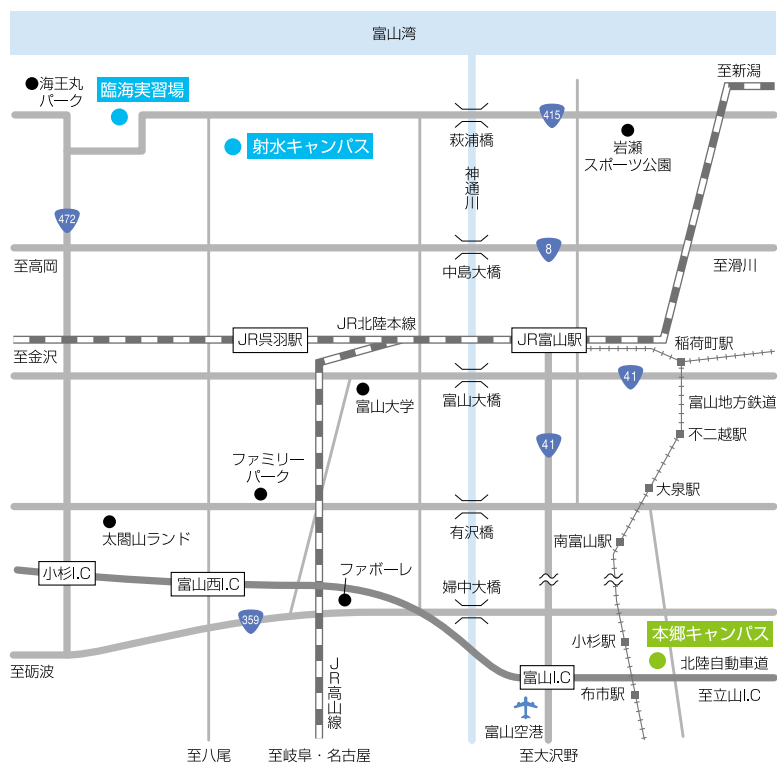 富山湾
至新潟
海王丸
パーク
臨海実習場
415
萩浦橋
岩瀬
スポーツ公園
射水キャンパス
神通川
472
8
至高岡
中島大橋
至滑川
JR北陸本線
JR呉羽駅
JR富山駅
稲荷町駅
至金沢
41
富山大学
富山大橋
富山地方鉄道
不二越駅
41
ファミリー
パーク
大泉駅
太閤山ランド
有沢橋
南富山駅
小杉I.C
富山西I.C
ファボーレ
婦中大橋
359
本郷キャンパス
小杉駅
北陸自動車道
至砺波
JR高山線
富山I.C
布市駅
至立山I.C
富山空港
至八尾
至岐阜・名古屋
至大沢野